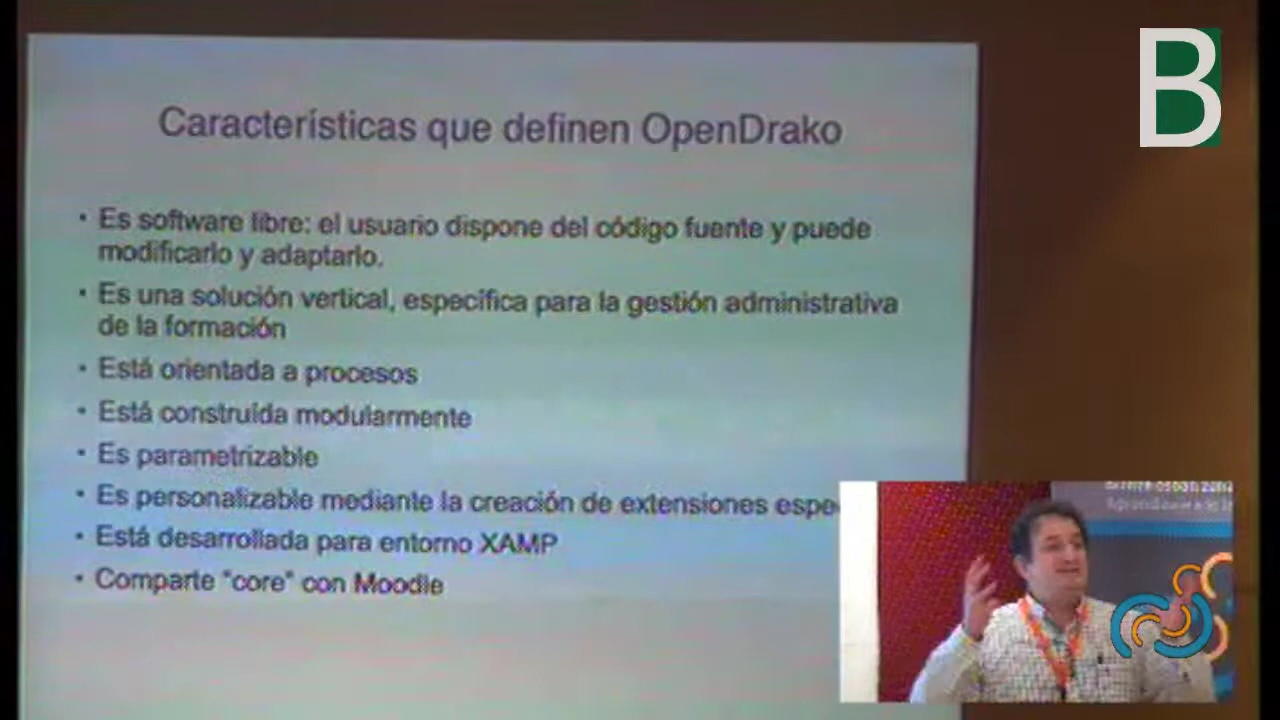 B
Características que definen OpenDrako
• Es software libre: el usuario dispone del código fuente y puede
modificarlo y adaptarlo.
• Es una solución vertical, específica para la gestión administrativa
de la formación
• Está orientada a procesos
• Está construída modularmente
• Es parametrizable
• Es personalizable mediante la creación de extensiones espe
• Está desarrollada para entorno XAMP
• Comparte "core" con Moodle